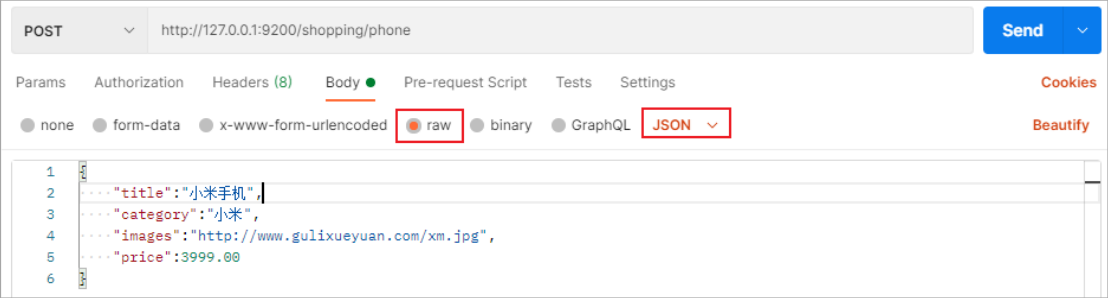 POST http://127.0.0.1:9200/shopping/phone Send
Params Authorization Headers (8) Body Pre-request Script Tests Settings Cookies
none form-data x-www-form-urlencoded raw binary GraphQL JSON Beautify
1 {
2 "title":"小米手机",
3 "category":"小米",
4 "images":"http://www.gulixueyuan.com/xm.jpg",
5 "price":3999.00
6 }